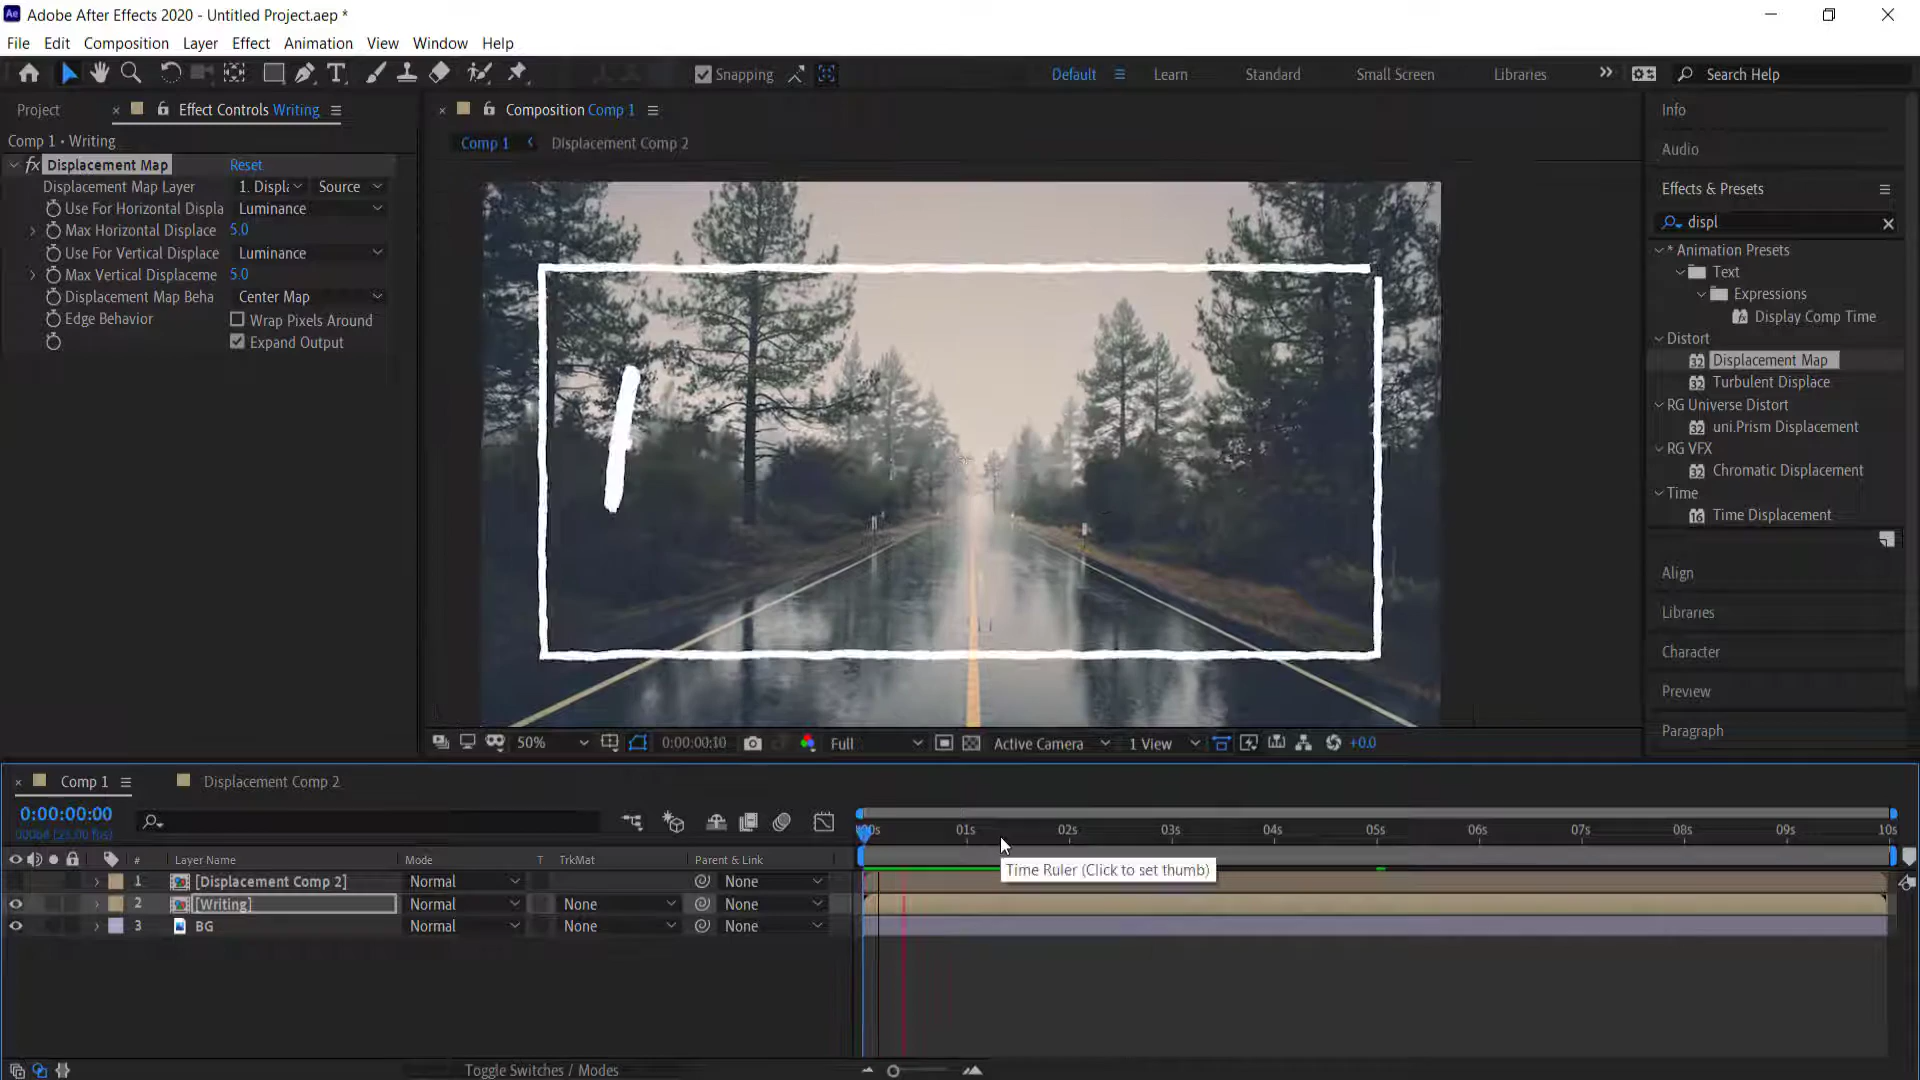 Adobe After Effects 2020 - Untitled Project.aep *
File Edit Composition Layer Effect Animation View Window Help
Snapping Default Learn Standard Small Screen Libraries Search Help
Project Effect Controls Writing
Composition Comp 1
Info
Comp 1 • Writing
Comp 1 Displacement Comp 2
Audio
fx Displacement Map Reset
Displacement Map Layer 1. Displa Source
Use For Horizontal Displa Luminance
Max Horizontal Displace 5.0
Use For Vertical Displace Luminance
Max Vertical Displaceme 5.0
Displacement Map Beha Center Map
Edge Behavior Wrap Pixels Around
Expand Output
Effects & Presets
displ
* Animation Presets
Text
Expressions
Display Comp Time
Distort
32 Displacement Map
32 Turbulent Displace
RG Universe Distort
32 uni.Prism Displacement
RG VFX
32 Chromatic Displacement
Time
16 Time Displacement
Align
Libraries
Character
Preview
Paragraph
50% 0:00:00:10 Full Active Camera 1 View +0.0
Comp 1 Displacement Comp 2
0:00:00:00
01s 02s 03s 04s 05s 06s 07s 08s 09s 10s
# Layer Name Mode T TrkMat Parent & Link
Time Ruler (Click to set thumb)
1 [Displacement Comp 2] Normal None
2 [Writing] Normal None None
3 BG Normal None None
Toggle Switches / Modes